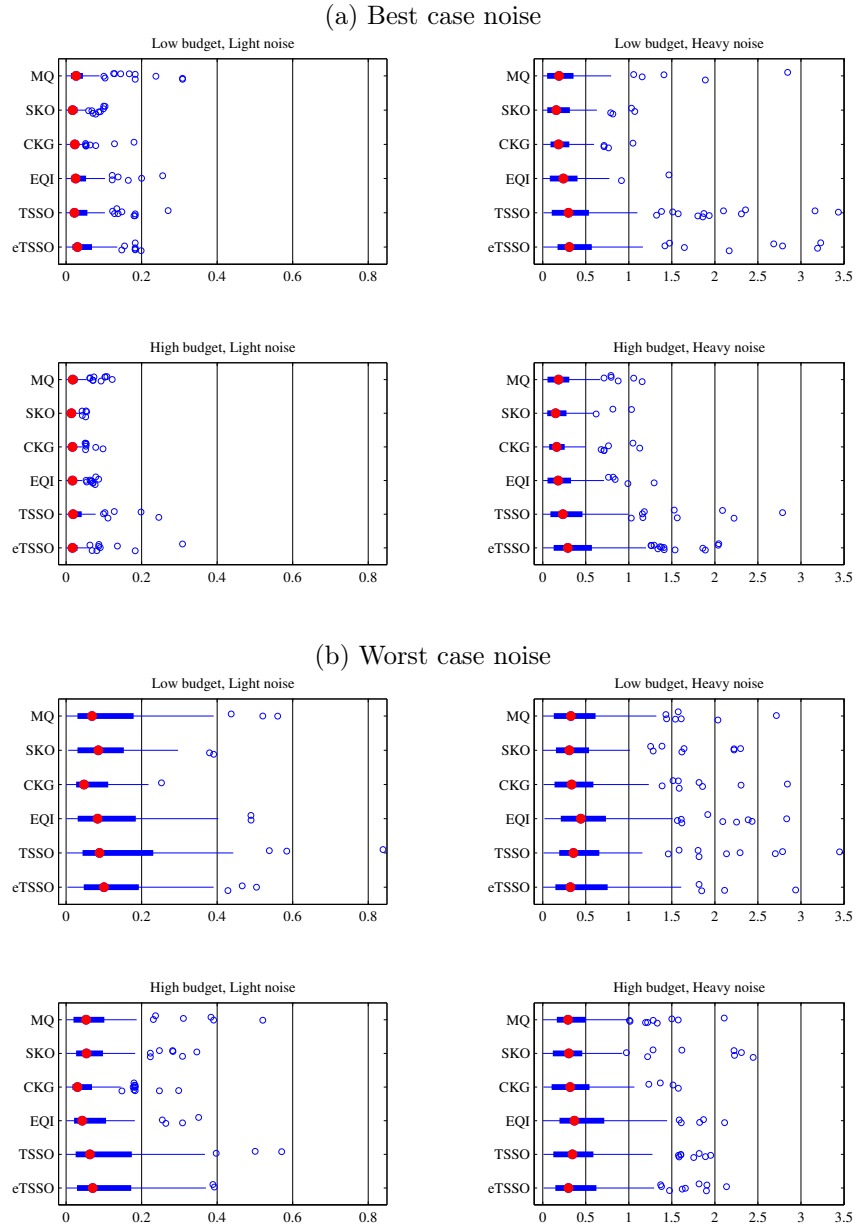 (a) Best case noise
Low budget, Light noise
MQ
SKO
CKG
EQI
TSSO
eTSSO
0 0.2 0.4 0.6 0.8
Low budget, Heavy noise
MQ
SKO
CKG
EQI
TSSO
eTSSO
0 0.5 1 1.5 2 2.5 3 3.5
High budget, Light noise
MQ
SKO
CKG
EQI
TSSO
eTSSO
0 0.2 0.4 0.6 0.8
High budget, Heavy noise
MQ
SKO
CKG
EQI
TSSO
eTSSO
0 0.5 1 1.5 2 2.5 3 3.5
(b) Worst case noise
Low budget, Light noise
MQ
SKO
CKG
EQI
TSSO
eTSSO
0 0.2 0.4 0.6 0.8
Low budget, Heavy noise
MQ
SKO
CKG
EQI
TSSO
eTSSO
0 0.5 1 1.5 2 2.5 3 3.5
High budget, Light noise
MQ
SKO
CKG
EQI
TSSO
eTSSO
0 0.2 0.4 0.6 0.8
High budget, Heavy noise
MQ
SKO
CKG
EQI
TSSO
eTSSO
0 0.5 1 1.5 2 2.5 3 3.5